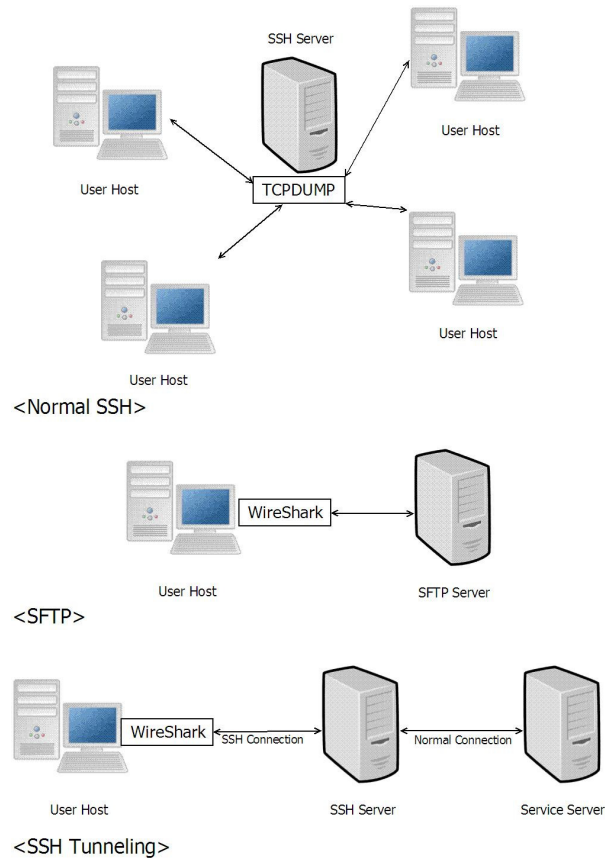 SSH Server
User Host
User Host
TCPDUMP
User Host
User Host
<Normal SSH>
WireShark
User Host
SFTP Server
<SFTP>
WireShark
SSH Connection
Normal Connection
User Host
SSH Server
Service Server
<SSH Tunneling>